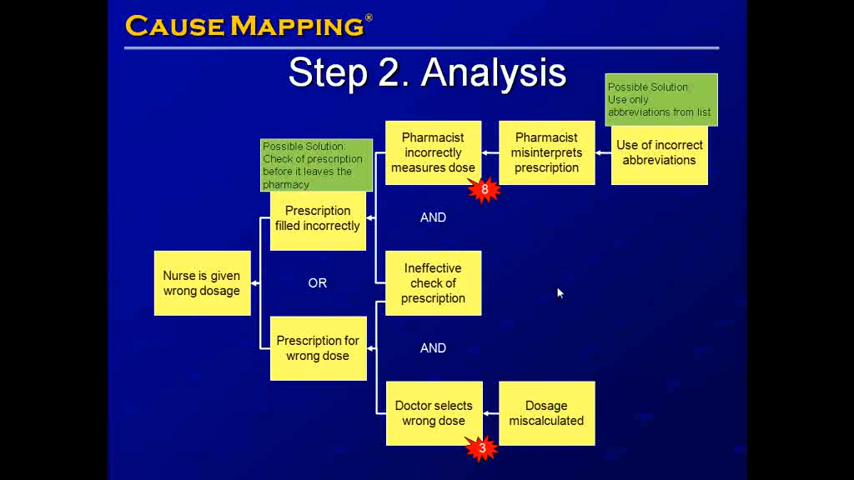 CAUSE MAPPING®
Step 2. Analysis
Possible Solution:
Use only
abbreviations from list
Pharmacist
incorrectly
measures dose
8
Pharmacist
misinterprets
prescription
Use of incorrect
abbreviations
Possible Solution:
Check of prescription
before it leaves the
pharmacy
Prescription
filled incorrectly
AND
Nurse is given
wrong dosage
OR
Ineffective
check of
prescription
Prescription for
wrong dose
AND
Doctor selects
wrong dose
3
Dosage
miscalculated